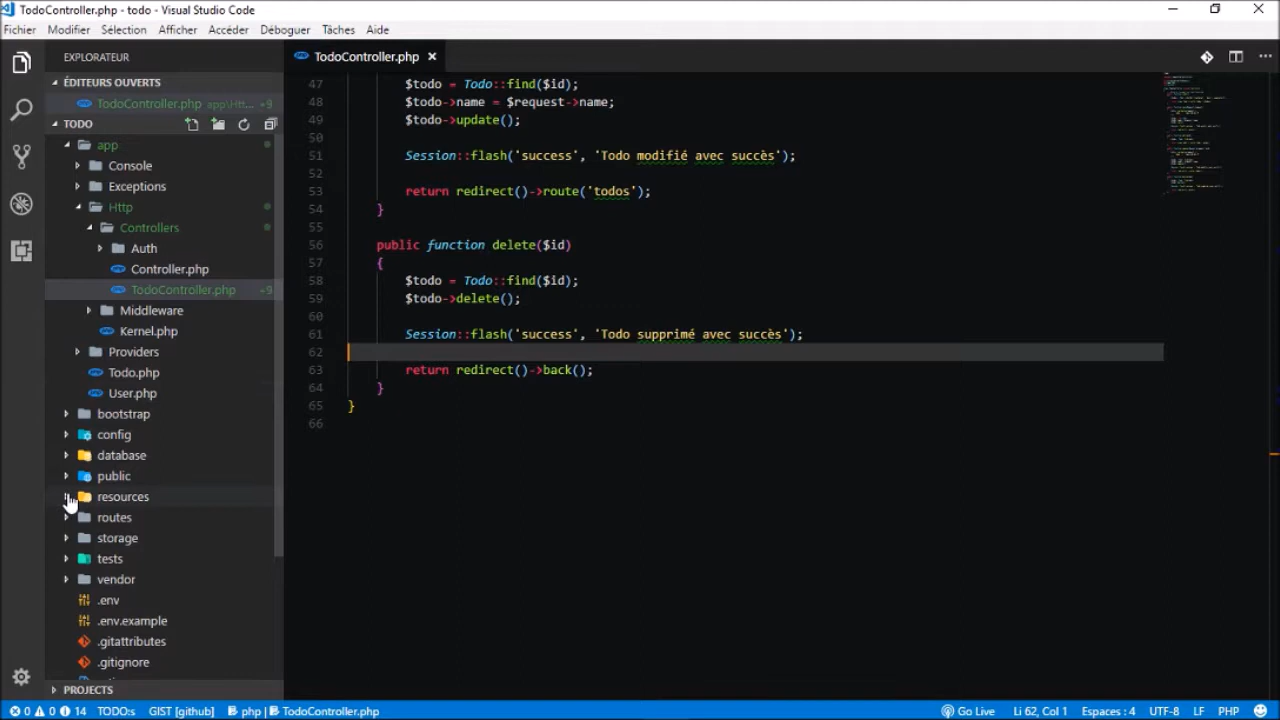 TodoController.php - todo - Visual Studio Code
Fichier Modifier Sélection Afficher Accéder Déboguer Tâches Aide
EXPLORATEUR
ÉDITEURS OUVERTS
TodoController.php app\Htt... +9
TODO
app
Console
Exceptions
Http
Controllers
Auth
Controller.php
TodoController.php +9
Middleware
Kernel.php
Providers
Todo.php
User.php
bootstrap
config
database
public
resources
routes
storage
tests
vendor
.env
.env.example
.gitattributes
.gitignore
PROJECTS
TodoController.php
47 $todo = Todo::find($id);
48 $todo->name = $request->name;
49 $todo->update();
50
51 Session::flash('success', 'Todo modifié avec succès');
52
53 return redirect()->route('todos');
54 }
55
56 public function delete($id)
57 {
58 $todo = Todo::find($id);
59 $todo->delete();
60
61 Session::flash('success', 'Todo supprimé avec succès');
62
63 return redirect()->back();
64 }
65 }
66
0 0 14 TODO:s GIST [github] php | TodoController.php Go Live Li 62, Col 1 Espaces : 4 UTF-8 LF PHP